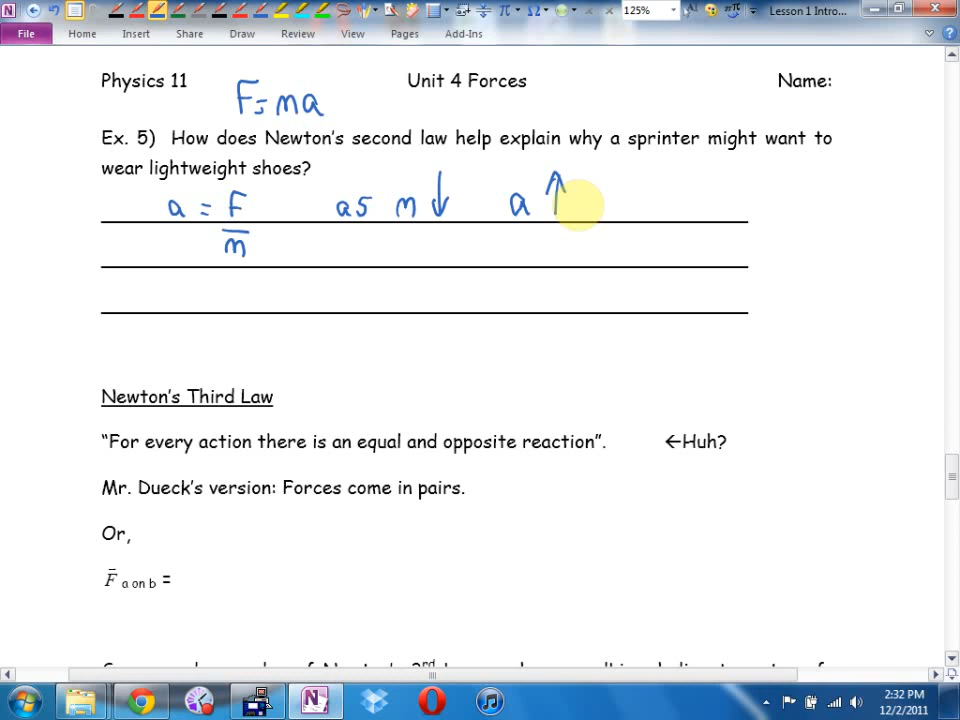 125%
Lesson 1 Intro...
File Home Insert Share Draw Review View Pages Add-Ins
Physics 11 Unit 4 Forces Name:
F=ma
Ex. 5) How does Newton's second law help explain why a sprinter might want to
wear lightweight shoes?
a = F as m ↓ a ↑
m
Newton's Third Law
“For every action there is an equal and opposite reaction”. ←Huh?
Mr. Dueck's version: Forces come in pairs.
Or,
F̄ a on b =
2:32 PM
12/2/2011